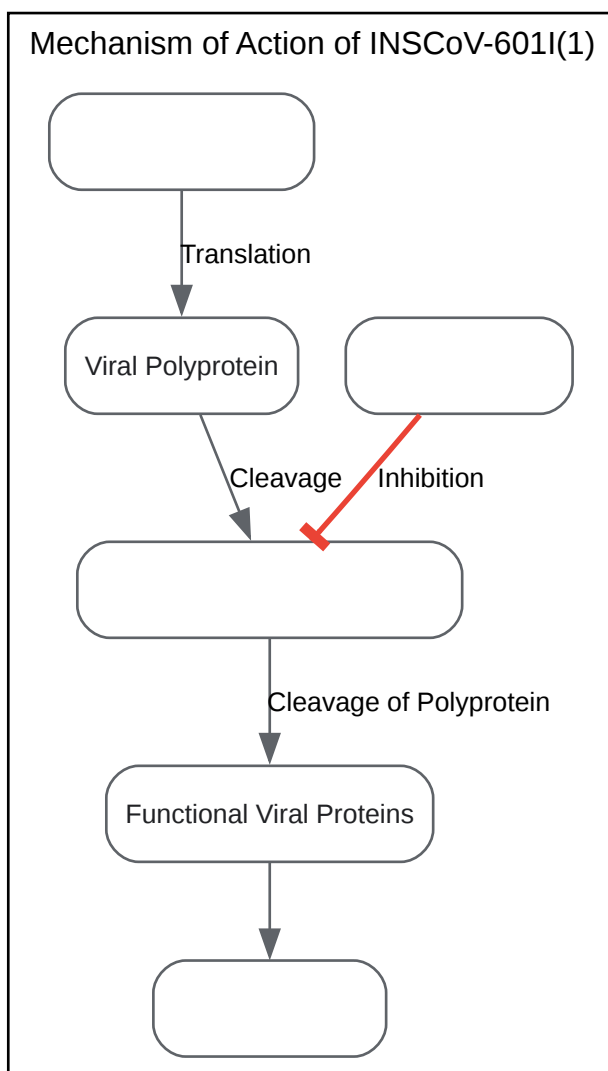 Mechanism of Action of INSCoV-601I(1)
Translation
Viral Polyprotein
Cleavage
Inhibition
Cleavage of Polyprotein
Functional Viral Proteins